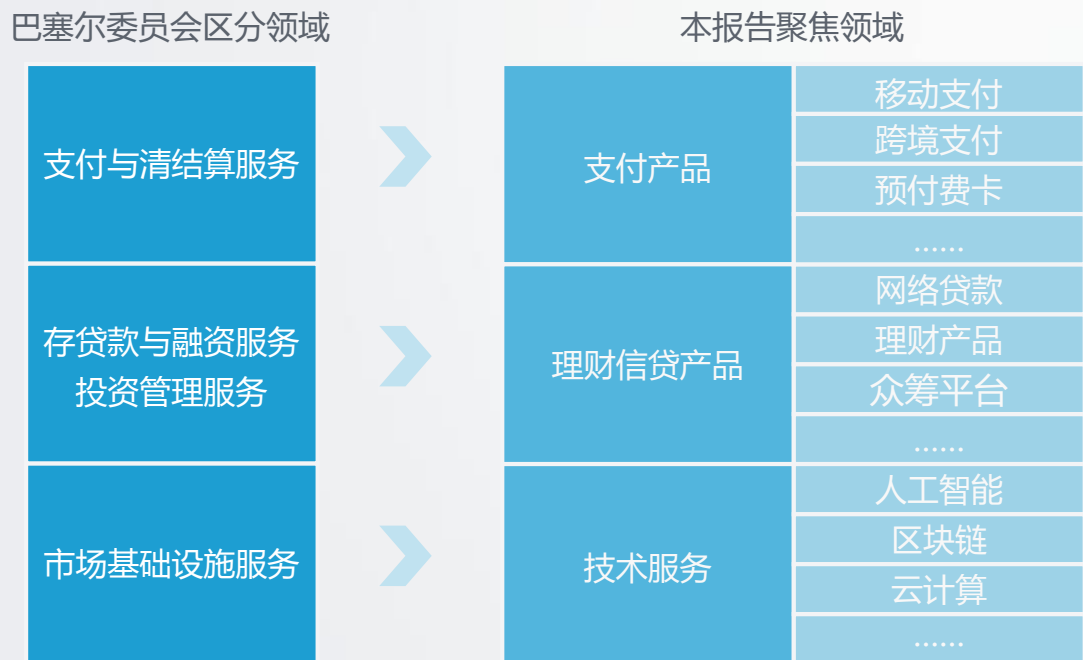 巴塞尔委员会区分领域
本报告聚焦领域
支付与清结算服务
支付产品
移动支付
跨境支付
预付费卡
......
存贷款与融资服务
投资管理服务
理财信贷产品
网络贷款
理财产品
众筹平台
......
市场基础设施服务
技术服务
人工智能
区块链
云计算
......